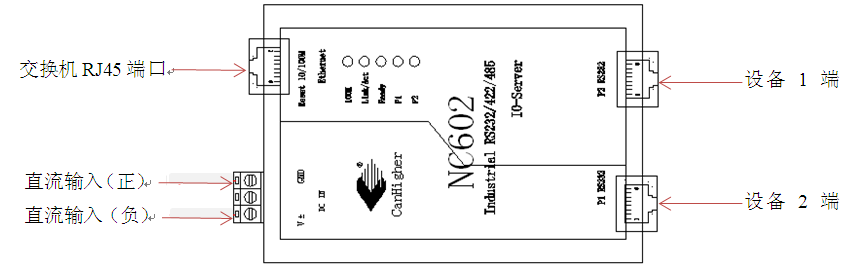 交换机 RJ45 端口
直流输入（正）
直流输入（负）
Reset 10/100M
Ethernet
100M
Link/Act
Ready
P1
P2
NC602
Industrial RS232/422/485
IO-Server
P2 RS232
P1 RS232
GND
DC IN
V±
CanHigher
®
设备 1 端
设备 2 端